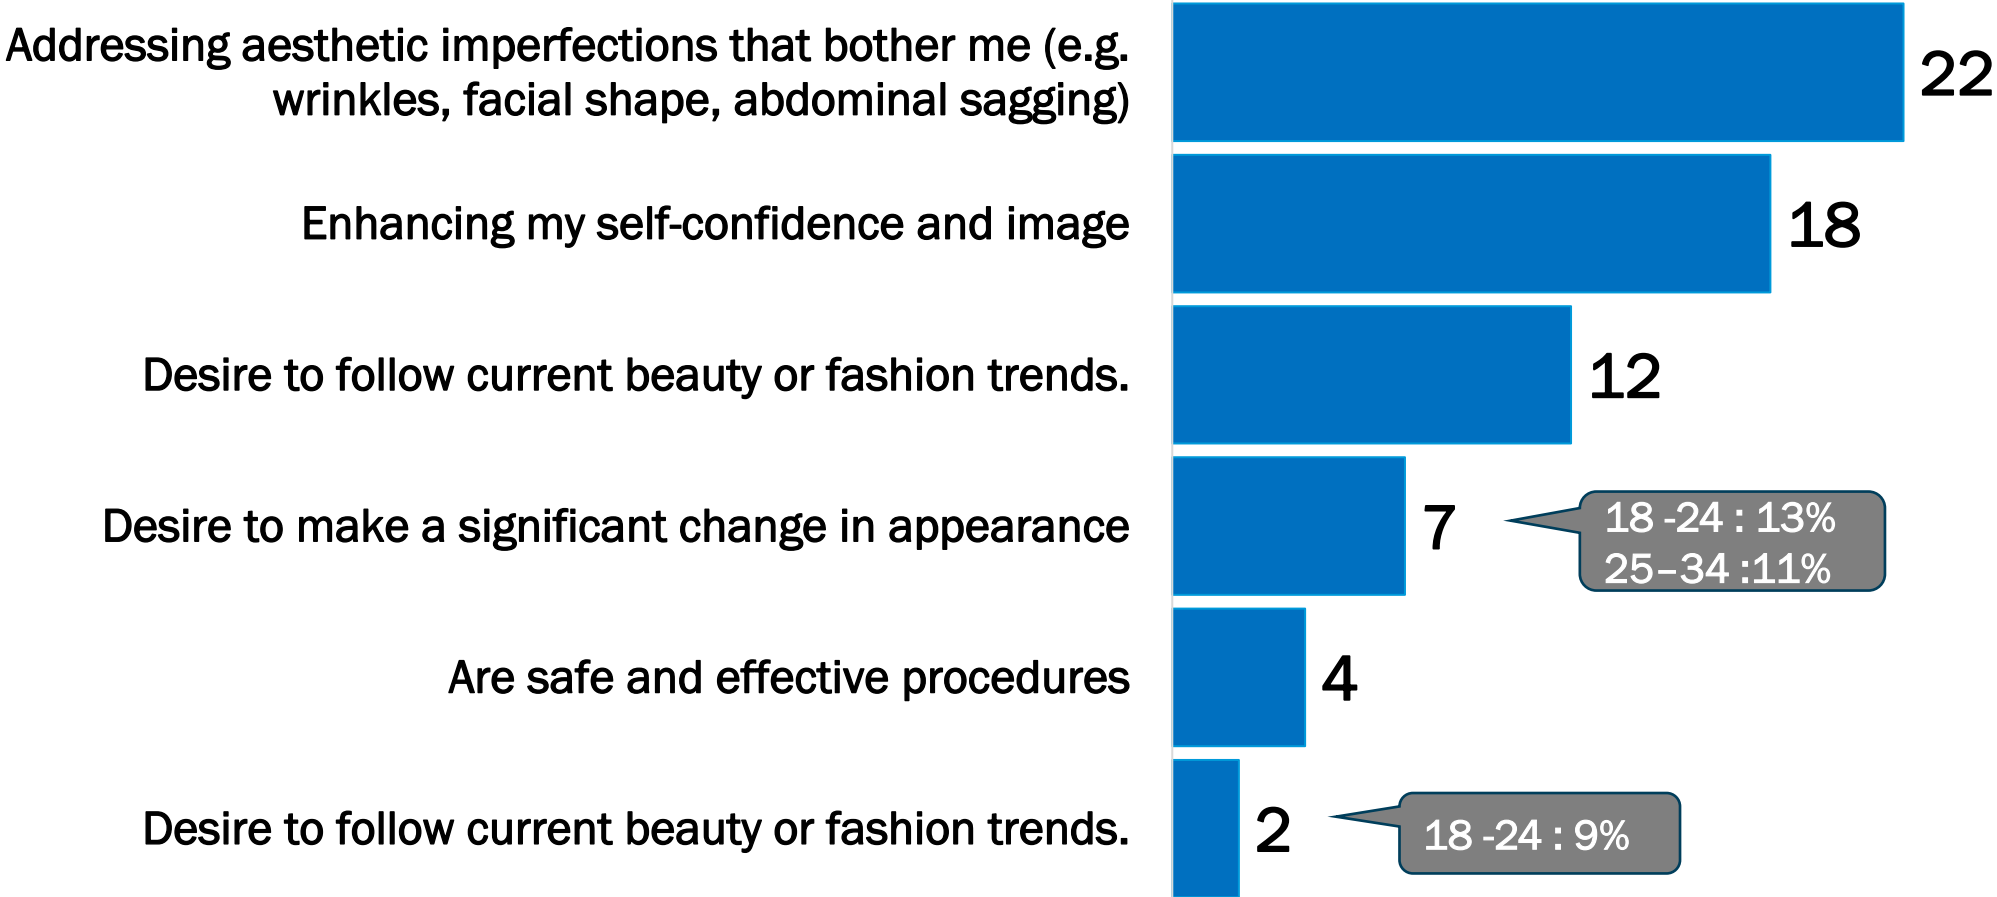 Addressing aesthetic imperfections that bother me (e.g.
wrinkles, facial shape, abdominal sagging)
22
Enhancing my self-confidence and image
18
Desire to follow current beauty or fashion trends.
12
Desire to make a significant change in appearance
7
18 -24 : 13%
25–34 :11%
Are safe and effective procedures
4
Desire to follow current beauty or fashion trends.
2
18 -24 : 9%